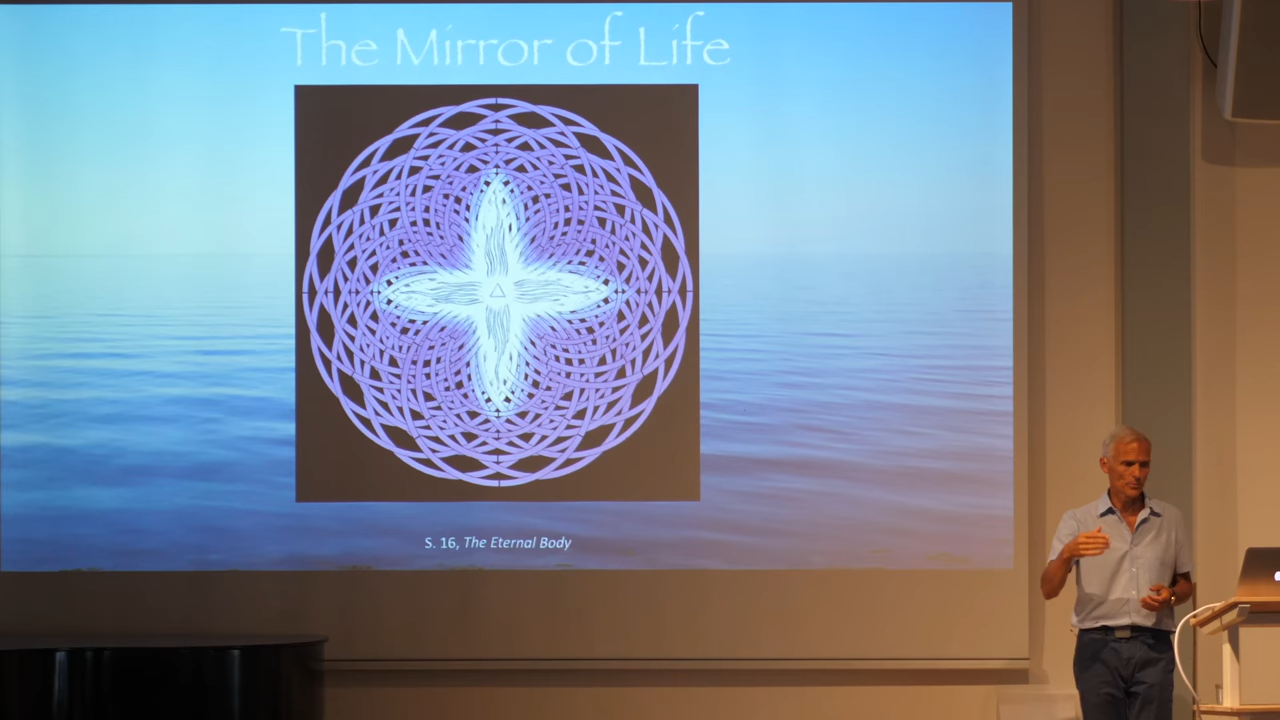 The Mirror of Life
S. 16, The Eternal Body